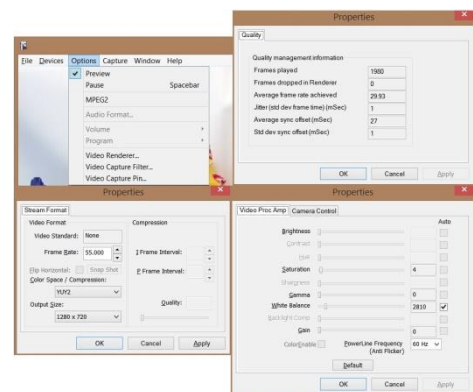 File Devices Options Capture Window Help
Preview
Pause Spacebar
MPEG2
Audio Format...
Volume
Program
Video Renderer...
Video Capture Filter...
Video Capture Pin...
Properties
Quality
Quality management information
Frames played 1980
Frames dropped in Renderer 0
Average frame rate achieved 29.93
Jitter (std dev frame time) (mSec) 1
Average sync offset (mSec) 27
Std dev sync offset (mSec) 1
OK Cancel Apply
Properties
Stream Format
Video Format Compression
Video Standard: None
Frame Rate: 55.000 I Frame Interval:
Flip Horizontal: Snap Shot P Frame Interval:
Color Space / Compression:
YUY2
Output Size: Quality:
1280 x 720
OK Cancel Apply
Properties
Video Proc Amp Camera Control
Auto
Brightness
Contrast
Hue
Saturation 4
Sharpness
Gamma 0
White Balance 2810
Backlight Comp
Gain
ColorEnable PowerLine Frequency 60 Hz
(Anti Flicker)
Default
OK Cancel Apply